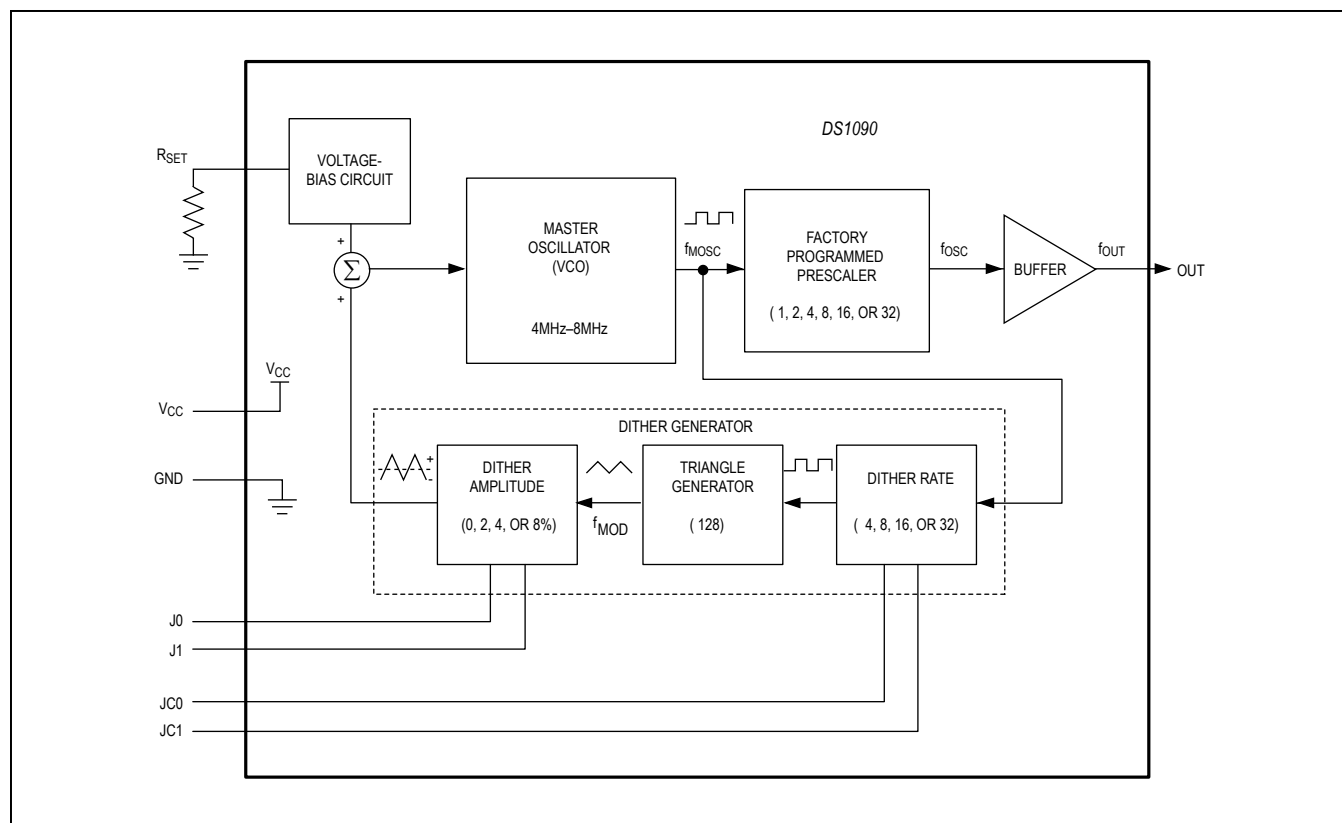 DS1090
RSET
VOLTAGE-
BIAS CIRCUIT
+
Σ
+
MASTER
OSCILLATOR
(VCO)
4MHz–8MHz
fMOSC
FACTORY
PROGRAMMED
PRESCALER
( 1, 2, 4, 8, 16, OR 32)
fOSC
BUFFER
fOUT
OUT
VCC
VCC
GND
DITHER GENERATOR
+
-
DITHER
AMPLITUDE
(0, 2, 4, OR 8%)
fMOD
TRIANGLE
GENERATOR
( 128)
DITHER RATE
( 4, 8, 16, OR 32)
J0
J1
JC0
JC1